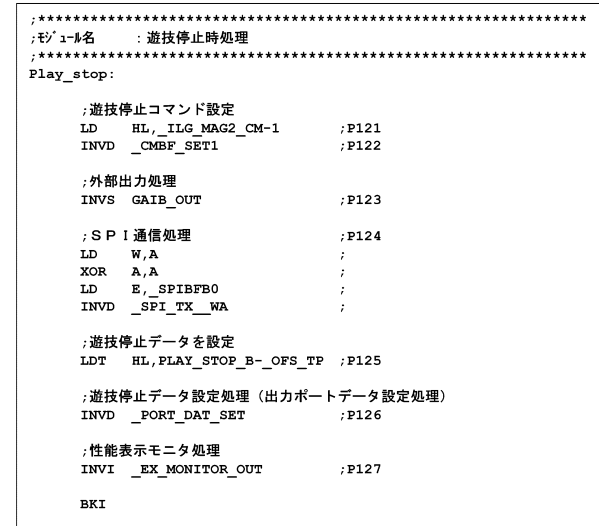 ;****************************************************************
;ﾓｼﾞｭｰﾙ名 : 遊技停止時処理
;****************************************************************
Play_stop:
;遊技停止コマンド設定
LD HL,_ILG_MAG2_CM-1 ;P121
INVD _CMBF_SET1 ;P122
;外部出力処理
INVS GAIB_OUT ;P123
;ＳＰＩ通信処理 ;P124
LD W,A ;
XOR A,A ;
LD E,_SPIBFB0 ;
INVD _SPI_TX__WA ;
;遊技停止データを設定
LDT HL,PLAY_STOP_B-_OFS_TP ;P125
;遊技停止データ設定処理（出力ポートデータ設定処理）
INVD _PORT_DAT_SET ;P126
;性能表示モニタ処理
INVI _EX_MONITOR_OUT ;P127
BKI